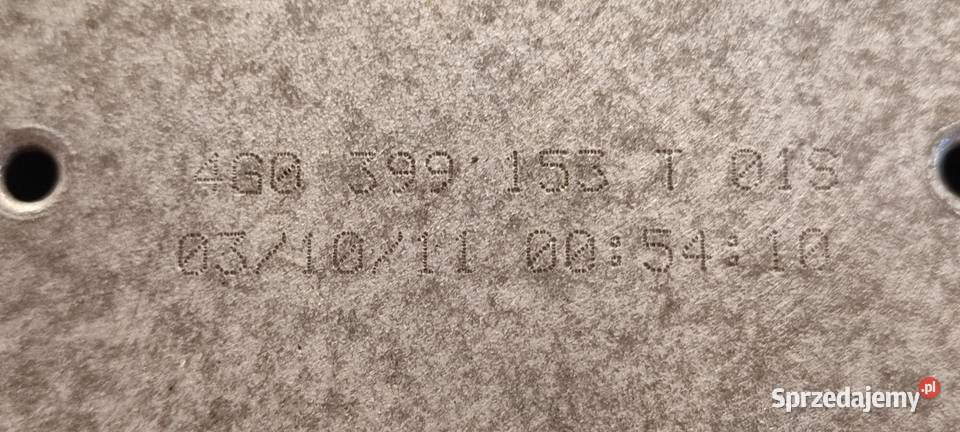 4G0 399 153 T 01S
03/10/11 00:54:10
Sprzedajemy.pl